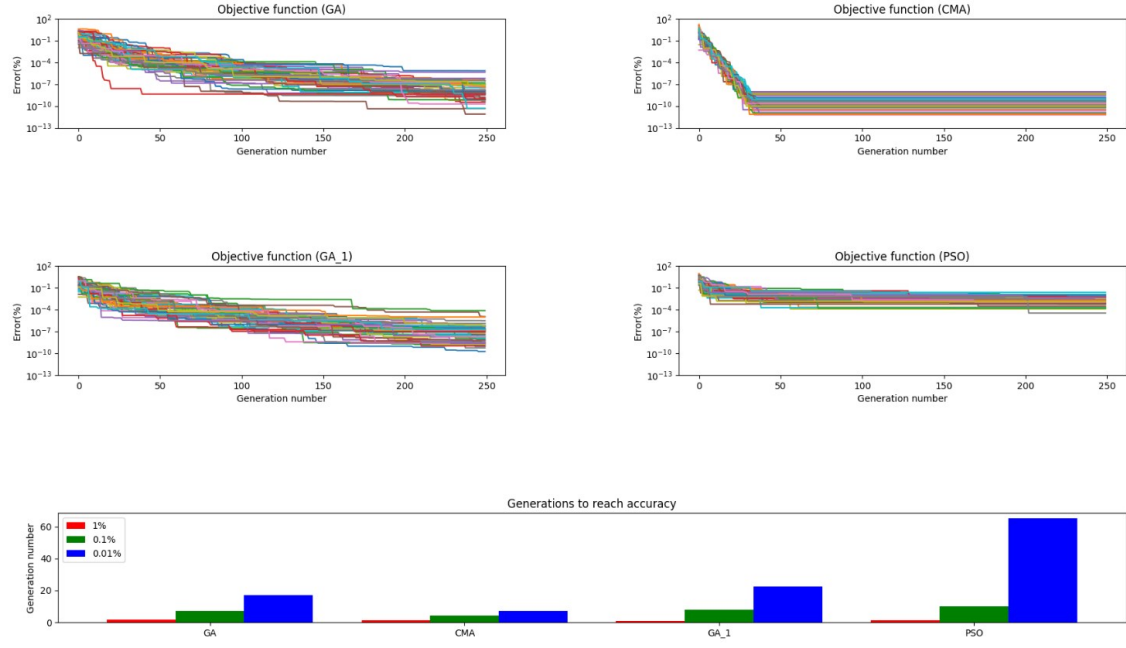 Objective function (GA)
Error(%)
10^2
10^-1
10^-4
10^-7
10^-10
10^-13
0 50 100 150 200 250
Generation number
Objective function (CMA)
Error(%)
10^2
10^-1
10^-4
10^-7
10^-10
10^-13
0 50 100 150 200 250
Generation number
Objective function (GA_1)
Error(%)
10^2
10^-1
10^-4
10^-7
10^-10
10^-13
0 50 100 150 200 250
Generation number
Objective function (PSO)
Error(%)
10^2
10^-1
10^-4
10^-7
10^-10
10^-13
0 50 100 150 200 250
Generation number
Generations to reach accuracy
Generation number
60
40
20
0
1%
0.1%
0.01%
GA CMA GA_1 PSO